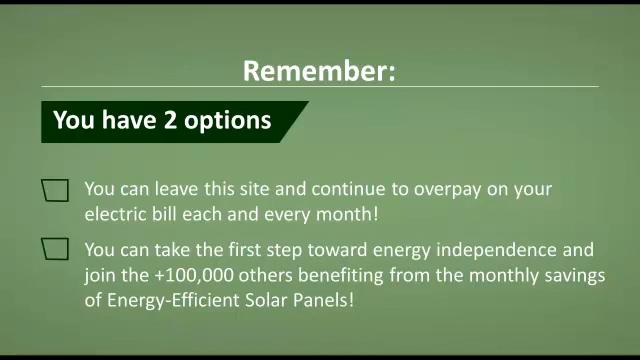 Remember:
You have 2 options
You can leave this site and continue to overpay on your
electric bill each and every month!
You can take the first step toward energy independence and
join the +100,000 others benefiting from the monthly savings
of Energy-Efficient Solar Panels!